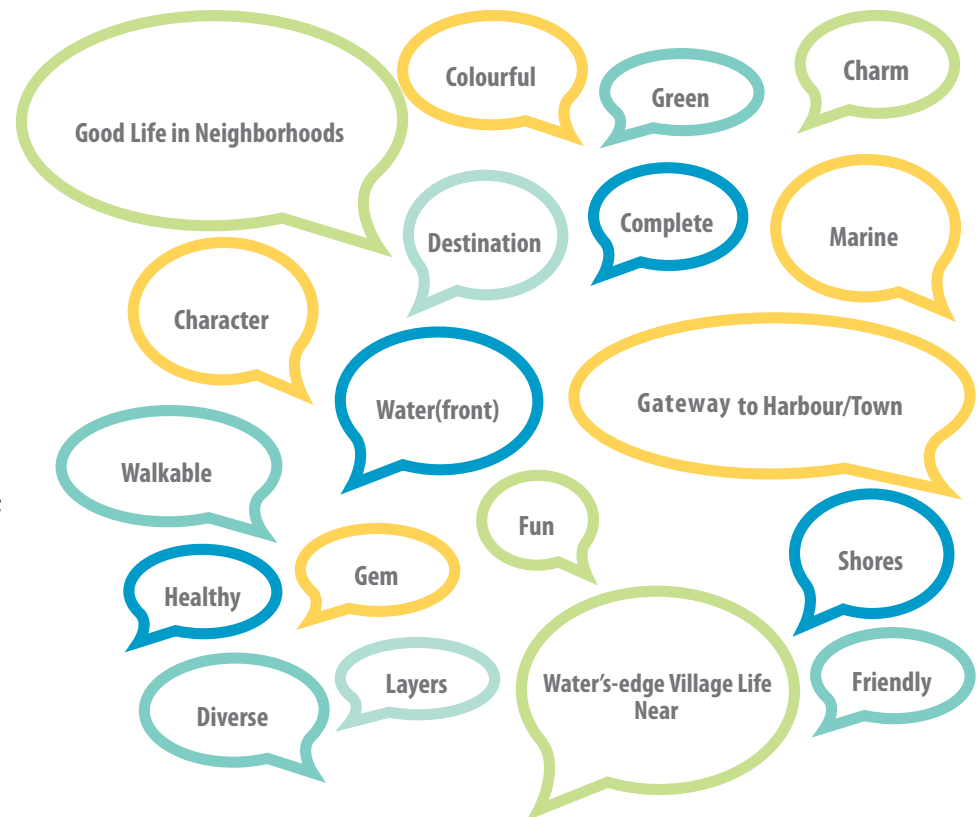 Colourful
Charm
Green
Good Life in Neighborhoods
Complete
Destination
Marine
Character
Water(front)
Gateway to Harbour/Town
Walkable
Fun
Shores
Gem
Healthy
Layers
Water's-edge Village Life
Near
Friendly
Diverse